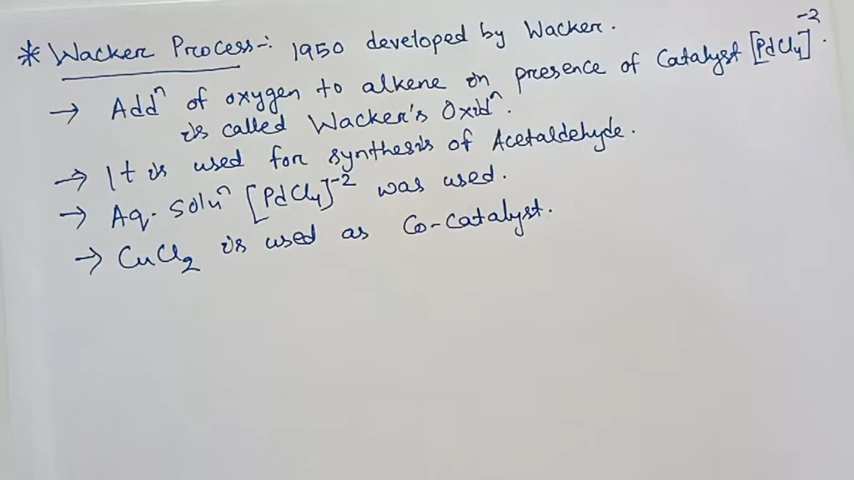 * Wacker Process-: 1950 developed by Wacker.
→ Addⁿ of oxygen to alkene in presence of Catalyst [PdCl₄]⁻².
is called Wacker's Oxidⁿ.
→ It is used for synthesis of Acetaldehyde.
→ Aq. Soluⁿ [PdCl₄]⁻² was used.
→ CuCl₂ is used as Co-catalyst.